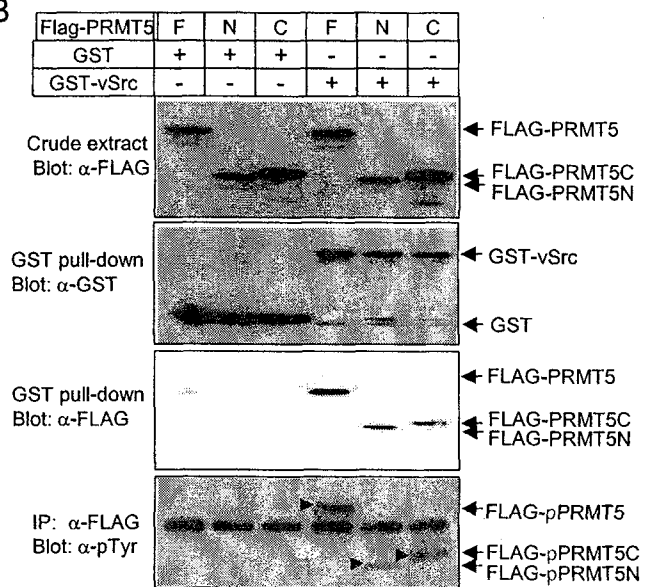 B
Flag-PRMT5 F N C F N C
GST + + + - - -
GST-vSrc - - - + + +
Crude extract
Blot: α-FLAG
FLAG-PRMT5
FLAG-PRMT5C
FLAG-PRMT5N
GST pull-down
Blot: α-GST
GST-vSrc
GST
GST pull-down
Blot: α-FLAG
FLAG-PRMT5
FLAG-PRMT5C
FLAG-PRMT5N
IP: α-FLAG
Blot: α-pTyr
FLAG-pPRMT5
FLAG-pPRMT5C
FLAG-pPRMT5N